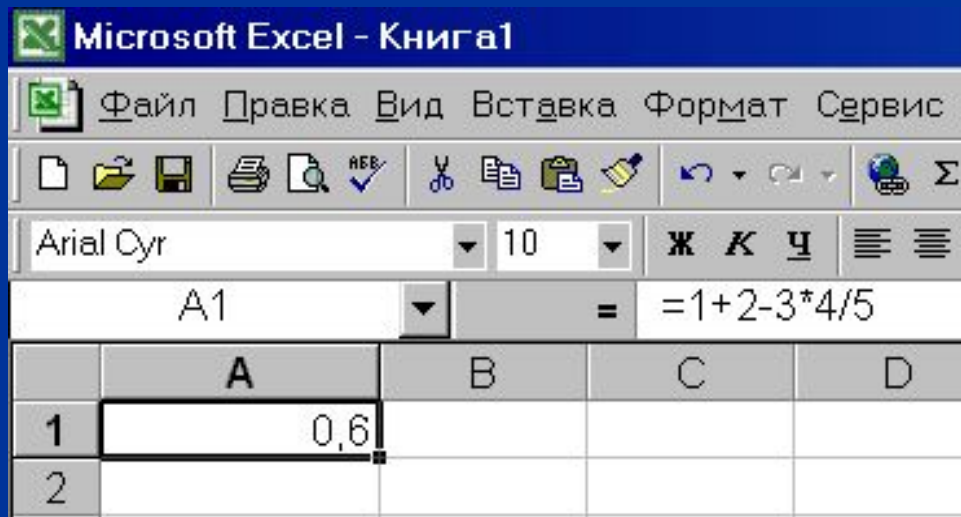 Microsoft Excel - Книга1
Файл Правка Вид Вставка Формат Сервис
АБВ Σ
Arial Cyr 10 Ж К Ч
A1 = =1+2-3*4/5
A B C D
1 0,6
2